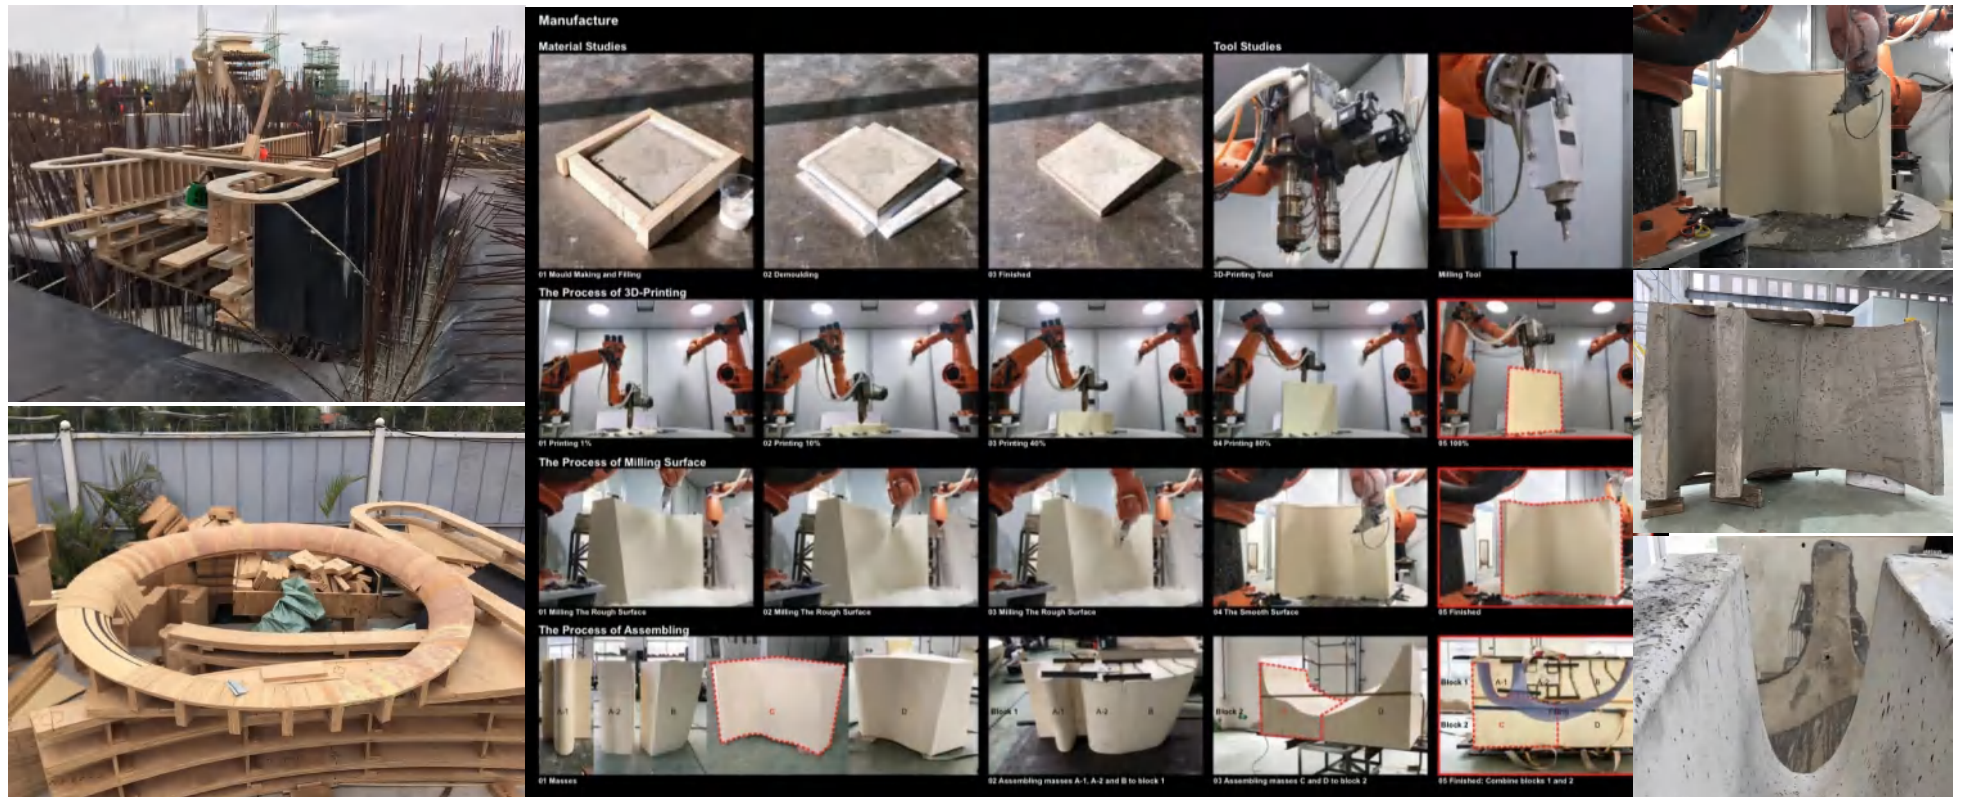 Manufacture
Material Studies
Tool Studies
01 Mould Making and Filling
02 Demoulding
03 Finished
3D-Printing Tool
Milling Tool
The Process of 3D-Printing
01 Printing 1%
02 Printing 10%
03 Printing 40%
04 Printing 80%
05 100%
The Process of Milling Surface
01 Milling The Rough Surface
02 Milling The Rough Surface
03 Milling The Rough Surface
04 The Smooth Surface
05 Finished
The Process of Assembling
A-1
A-2
B
C
D
Block 1
A-1
A-2
B
Block 2
D
Block 1
A-1
A-2
B
Block 2
C
D
01 Masses
02 Assembling masses A-1, A-2 and B to block 1
03 Assembling masses C and D to block 2
05 Finished: Combine blocks 1 and 2